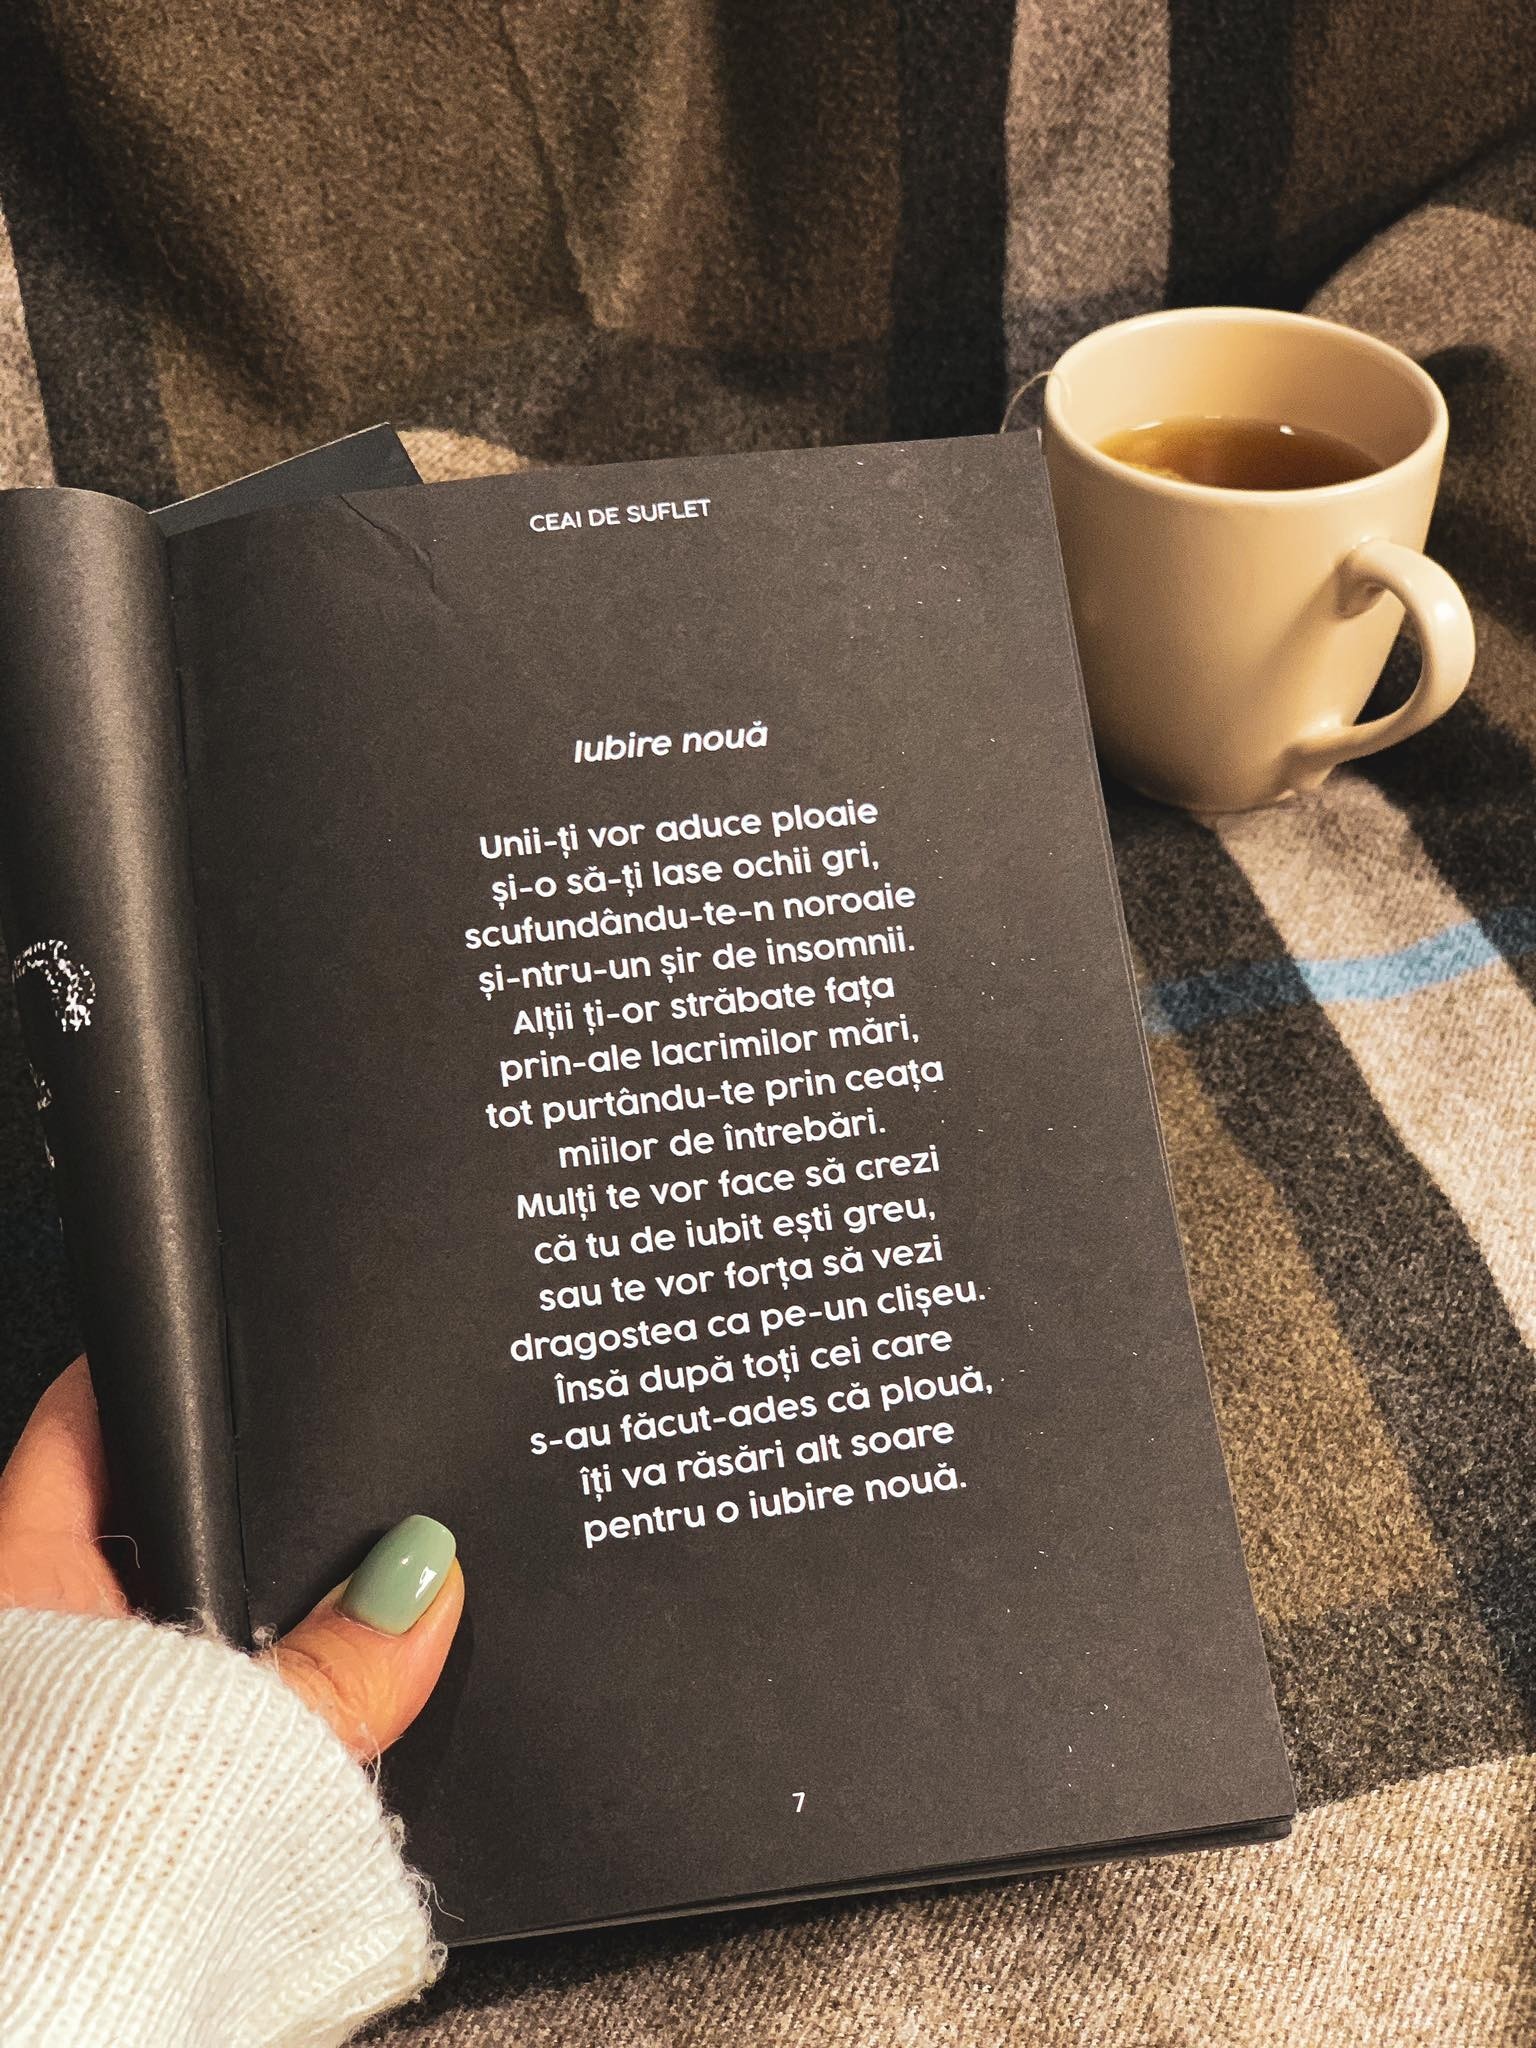 CEAI DE SUFLET
Iubire nouă
Unii-ți vor aduce ploaie
și-o să-ți lase ochii gri,
scufundându-te-n noroaie
și-ntru-un șir de insomnii.
Alții ți-or străbate fața
prin-ale lacrimilor mări,
tot purtându-te prin ceața
miilor de întrebări.
Mulți te vor face să crezi
că tu de iubit ești greu,
sau te vor forța să vezi
dragostea ca pe-un clișeu.
Însă după toți cei care
s-au făcut-ades că plouă,
îți va răsări alt soare
pentru o iubire nouă.
7